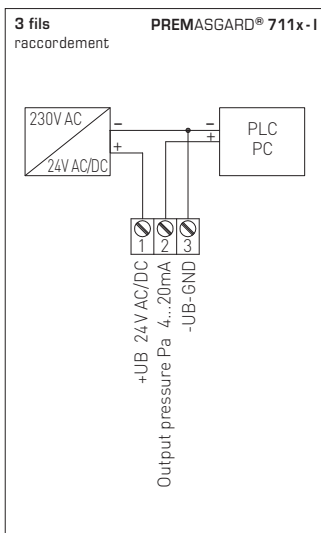 3 fils PREMASGARD® 711x-I
raccordement
230V AC
24V AC/DC
–
+
–
+
PLC
PC
1 2 3
+UB 24V AC/DC
Output pressure Pa 4...20mA
-UB-GND